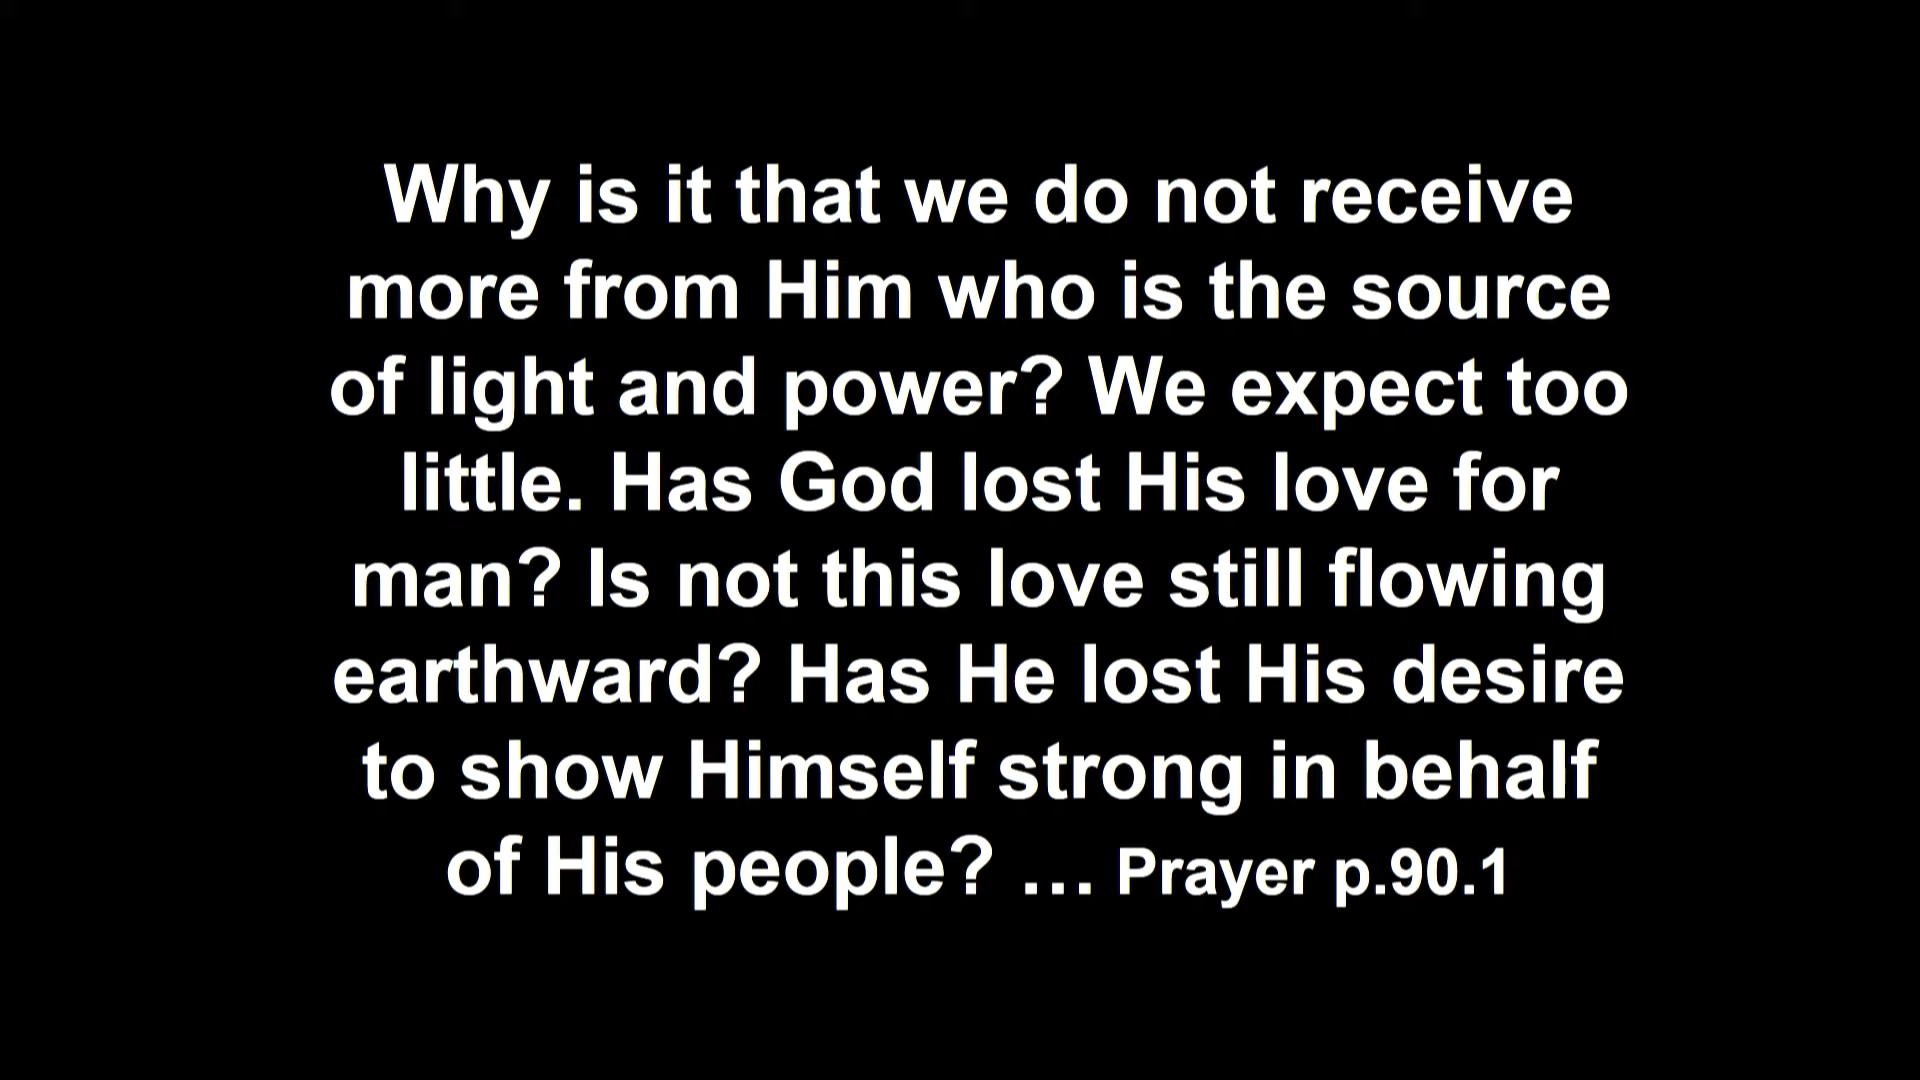 Why is it that we do not receive
more from Him who is the source
of light and power? We expect too
little. Has God lost His love for
man? Is not this love still flowing
earthward? Has He lost His desire
to show Himself strong in behalf
of His people? … Prayer p.90.1